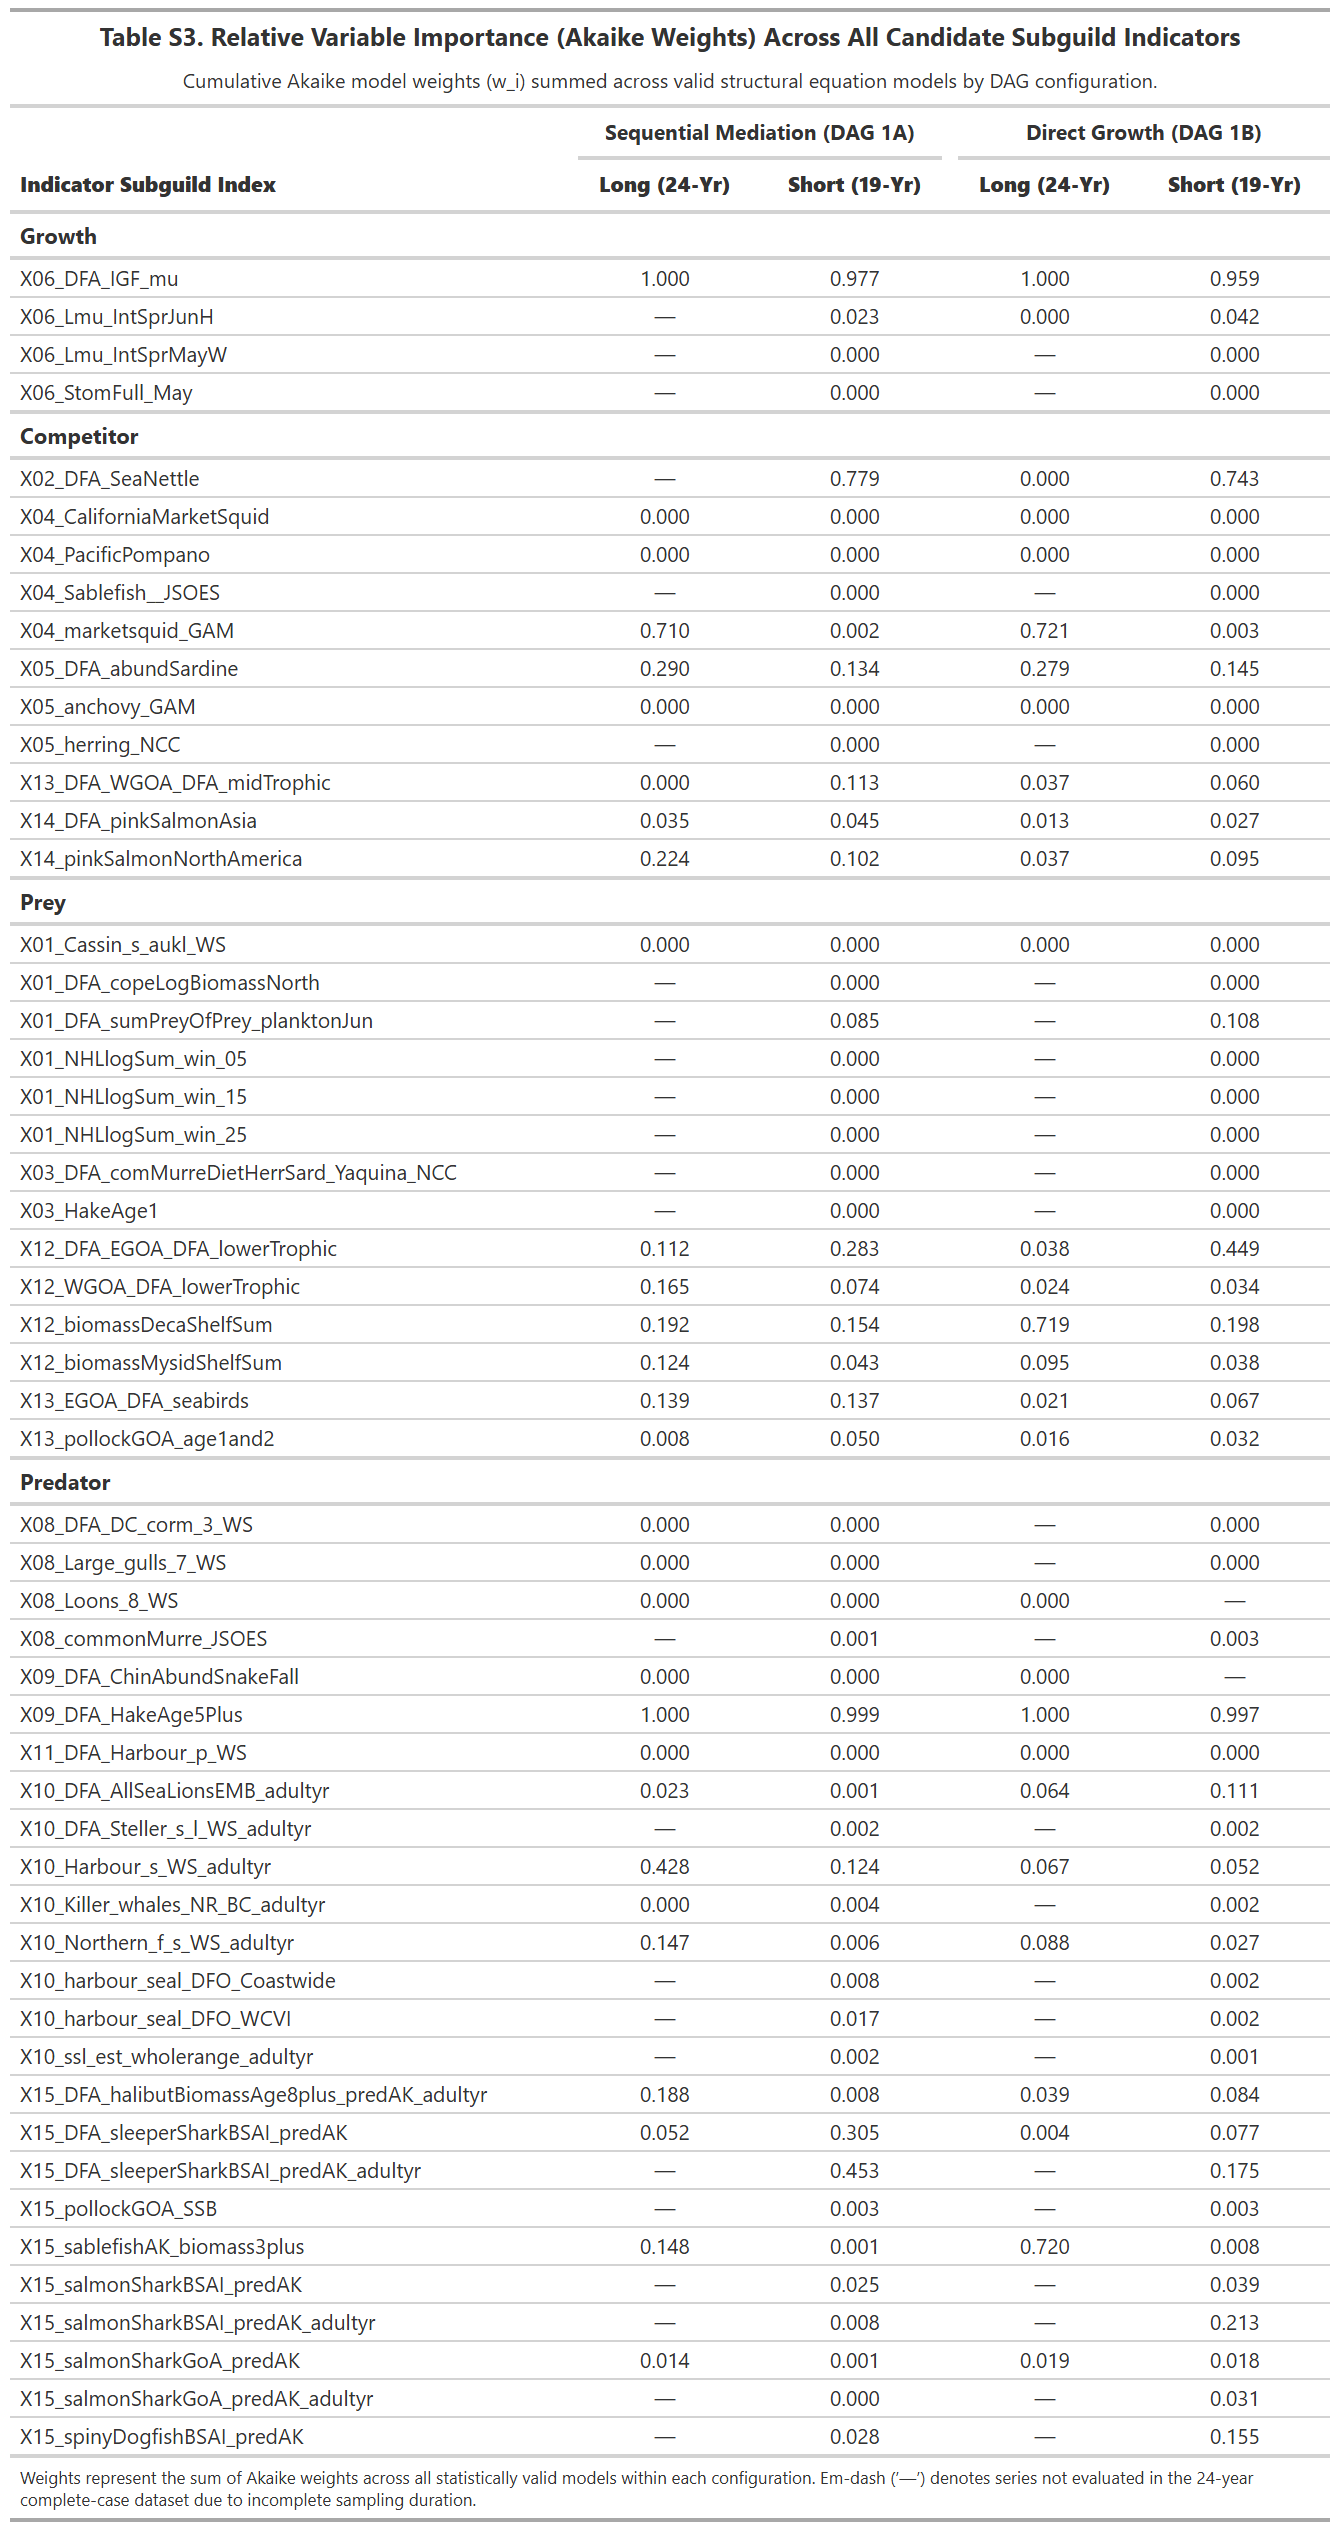 Table S3. Relative Variable Importance (Akaike Weights) Across All Candidate Subguild Indicators
Cumulative Akaike model weights (w_i) summed across valid structural equation models by DAG configuration.
Sequential Mediation (DAG 1A) Direct Growth (DAG 1B)
Indicator Subguild Index Long (24-Yr) Short (19-Yr) Long (24-Yr) Short (19-Yr)
Growth
X06_DFA_IGF_mu 1.000 0.977 1.000 0.959
X06_Lmu_IntSprJunH — 0.023 0.000 0.042
X06_Lmu_IntSprMayW — 0.000 — 0.000
X06_StomFull_May — 0.000 — 0.000
Competitor
X02_DFA_SeaNettle — 0.779 0.000 0.743
X04_CaliforniaMarketSquid 0.000 0.000 0.000 0.000
X04_PacificPompano 0.000 0.000 0.000 0.000
X04_Sablefish__JSOES — 0.000 — 0.000
X04_marketsquid_GAM 0.710 0.002 0.721 0.003
X05_DFA_abundSardine 0.290 0.134 0.279 0.145
X05_anchovy_GAM 0.000 0.000 0.000 0.000
X05_herring_NCC — 0.000 — 0.000
X13_DFA_WGOA_DFA_midTrophic 0.000 0.113 0.037 0.060
X14_DFA_pinkSalmonAsia 0.035 0.045 0.013 0.027
X14_pinkSalmonNorthAmerica 0.224 0.102 0.037 0.095
Prey
X01_Cassin_s_aukl_WS 0.000 0.000 0.000 0.000
X01_DFA_copeLogBiomassNorth — 0.000 — 0.000
X01_DFA_sumPreyOfPrey_planktonJun — 0.085 — 0.108
X01_NHLlogSum_win_05 — 0.000 — 0.000
X01_NHLlogSum_win_15 — 0.000 — 0.000
X01_NHLlogSum_win_25 — 0.000 — 0.000
X03_DFA_comMurreDietHerrSard_Yaquina_NCC — 0.000 — 0.000
X03_HakeAge1 — 0.000 — 0.000
X12_DFA_EGOA_DFA_lowerTrophic 0.112 0.283 0.038 0.449
X12_WGOA_DFA_lowerTrophic 0.165 0.074 0.024 0.034
X12_biomassDecaShelfSum 0.192 0.154 0.719 0.198
X12_biomassMysidShelfSum 0.124 0.043 0.095 0.038
X13_EGOA_DFA_seabirds 0.139 0.137 0.021 0.067
X13_pollockGOA_age1and2 0.008 0.050 0.016 0.032
Predator
X08_DFA_DC_corm_3_WS 0.000 0.000 — 0.000
X08_Large_gulls_7_WS 0.000 0.000 — 0.000
X08_Loons_8_WS 0.000 0.000 0.000 —
X08_commonMurre_JSOES — 0.001 — 0.003
X09_DFA_ChinAbundSnakeFall 0.000 0.000 0.000 —
X09_DFA_HakeAge5Plus 1.000 0.999 1.000 0.997
X11_DFA_Harbour_p_WS 0.000 0.000 0.000 0.000
X10_DFA_AllSeaLionsEMB_adultyr 0.023 0.001 0.064 0.111
X10_DFA_Steller_s_l_WS_adultyr — 0.002 — 0.002
X10_Harbour_s_WS_adultyr 0.428 0.124 0.067 0.052
X10_Killer_whales_NR_BC_adultyr 0.000 0.004 — 0.002
X10_Northern_f_s_WS_adultyr 0.147 0.006 0.088 0.027
X10_harbour_seal_DFO_Coastwide — 0.008 — 0.002
X10_harbour_seal_DFO_WCVI — 0.017 — 0.002
X10_ssl_est_wholerange_adultyr — 0.002 — 0.001
X15_DFA_halibutBiomassAge8plus_predAK_adultyr 0.188 0.008 0.039 0.084
X15_DFA_sleeperSharkBSAI_predAK 0.052 0.305 0.004 0.077
X15_DFA_sleeperSharkBSAI_predAK_adultyr — 0.453 — 0.175
X15_pollockGOA_SSB — 0.003 — 0.003
X15_sablefishAK_biomass3plus 0.148 0.001 0.720 0.008
X15_salmonSharkBSAI_predAK — 0.025 — 0.039
X15_salmonSharkBSAI_predAK_adultyr — 0.008 — 0.213
X15_salmonSharkGoA_predAK 0.014 0.001 0.019 0.018
X15_salmonSharkGoA_predAK_adultyr — 0.000 — 0.031
X15_spinyDogfishBSAI_predAK — 0.028 — 0.155
Weights represent the sum of Akaike weights across all statistically valid models within each configuration. Em-dash ('—') denotes series not evaluated in the 24-year
complete-case dataset due to incomplete sampling duration.